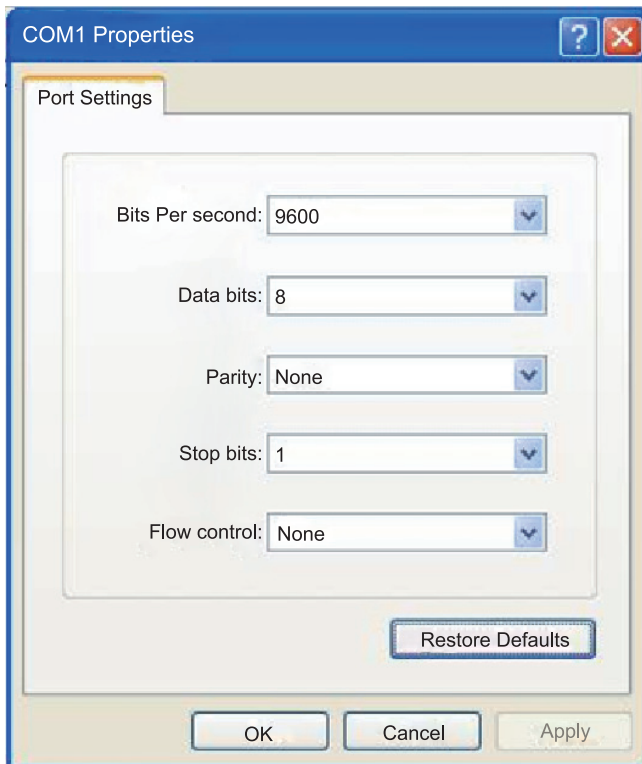 COM1 Properties
?
Port Settings
Bits Per second: 9600
Data bits: 8
Parity: None
Stop bits: 1
Flow control: None
Restore Defaults
OK Cancel Apply